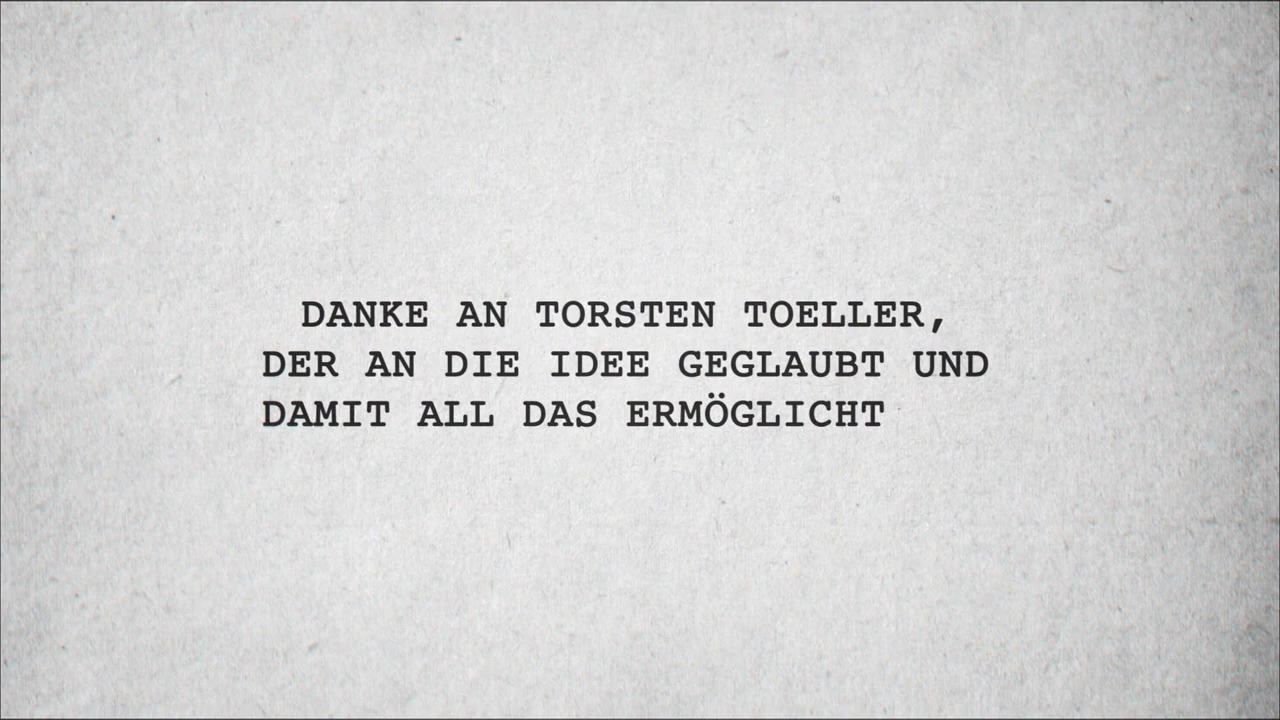 DANKE AN TORSTEN TOELLER,
DER AN DIE IDEE GEGLAUBT UND
DAMIT ALL DAS ERMÖGLICHT